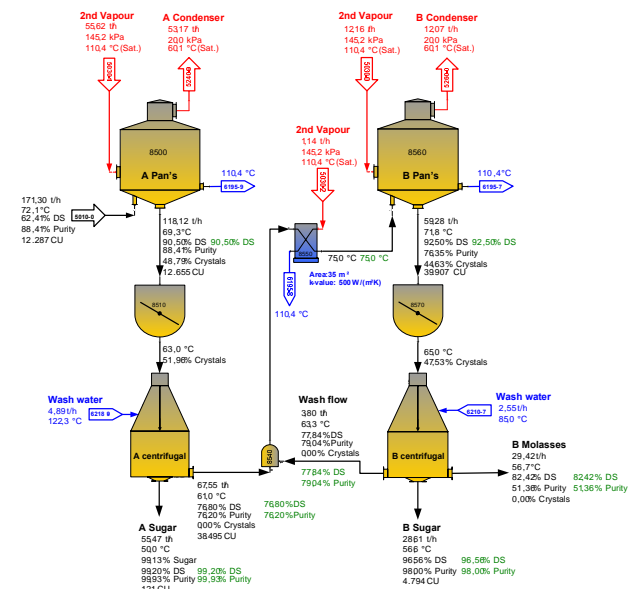 2nd Vapour
55,62 t/h
145,2 kPa
110,4 °C (Sat.)
A Condenser
53,17 t/h
20,0 kPa
60,1 °C (Sat.)
52400
8500
A Pan's
110,4 °C
6195-9
171,30 t/h
72,1°C
62,41% DS
88,41% Purity
12.287 CU
5010-0
118,12 t/h
69,3°C
90,50% DS 90,50% DS
88,41% Purity
48,79% Crystals
12.655 CU
8510
63,0 °C
51,96% Crystals
Wash water
4,89 t/h
122,3 °C
6218-9
A centrifugal
67,55 t/h
61,0 °C
76,80% DS 76,80% DS
76,20% Purity 76,20% Purity
0,00% Crystals
38.495 CU
A Sugar
55,47 t/h
50,0 °C
99,13% Sugar
99,20% DS 99,20% DS
99,93% Purity 99,93% Purity
2nd Vapour
1,14 t/h
145,2 kPa
110,4 °C (Sat.)
50392
8550
75,0 °C 75,0 °C
Area: 35 m²
k-value: 500 W/(m²K)
61958
110,4 °C
8540
Wash flow
3,80 t/h
63,3 °C
77,84% DS
79,04% Purity
0,00% Crystals
77,84% DS
79,04% Purity
2nd Vapour
12,16 t/h
145,2 kPa
110,4 °C (Sat.)
B Condenser
12,07 t/h
20,0 kPa
60,1 °C (Sat.)
8560
B Pan's
110,4°C
6195-7
59,28 t/h
71,8 °C
92,50% DS 92,50% DS
76,35% Purity
44,63% Crystals
39.907 CU
8570
65,0 °C
47,53% Crystals
Wash water
2,55 t/h
85,0 °C
6210-7
B centrifugal
B Molasses
29,42 t/h
56,7°C
82,42% DS 82,42% DS
51,36% Purity 51,36% Purity
0,00% Crystals
B Sugar
28,61 t/h
56,6 °C
96,56% DS 96,56% DS
98,00% Purity 98,00% Purity
4.794 CU